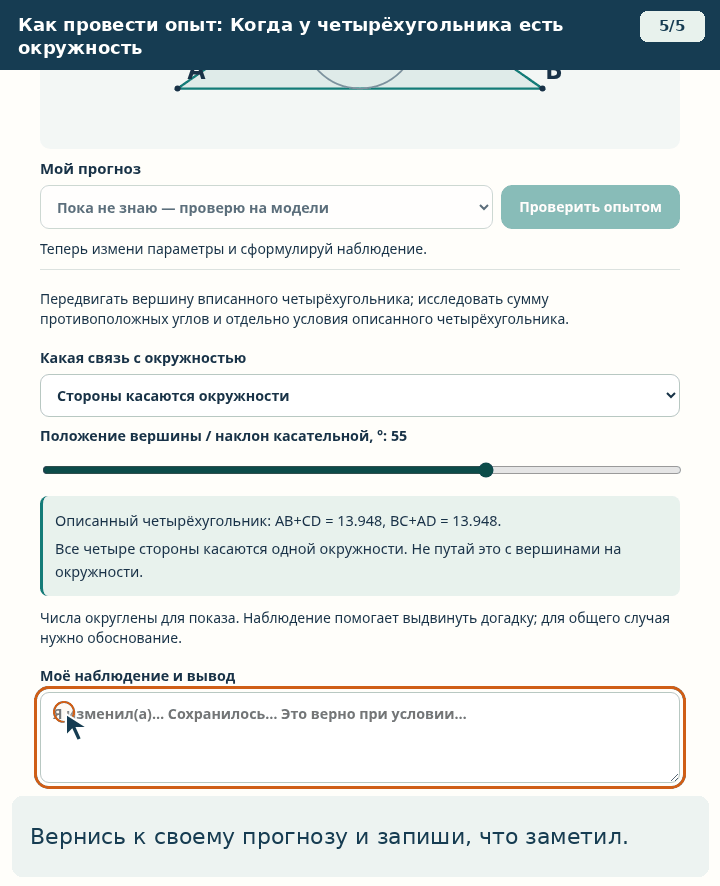 Как провести опыт: Когда у четырёхугольника есть
окружность
5/5
A
B
Мой прогноз
Пока не знаю — проверю на модели
Проверить опытом
Теперь измени параметры и сформулируй наблюдение.
Передвигать вершину вписанного четырёхугольника; исследовать сумму
противоположных углов и отдельно условия описанного четырёхугольника.
Какая связь с окружностью
Стороны касаются окружности
Положение вершины / наклон касательной, °: 55
Описанный четырёхугольник: AB+CD = 13.948, BC+AD = 13.948.
Все четыре стороны касаются одной окружности. Не путай это с вершинами на
окружности.
Числа округлены для показа. Наблюдение помогает выдвинуть догадку; для общего случая
нужно обоснование.
Моё наблюдение и вывод
Я изменил(а)... Сохранилось... Это верно при условии...
Вернись к своему прогнозу и запиши, что заметил.